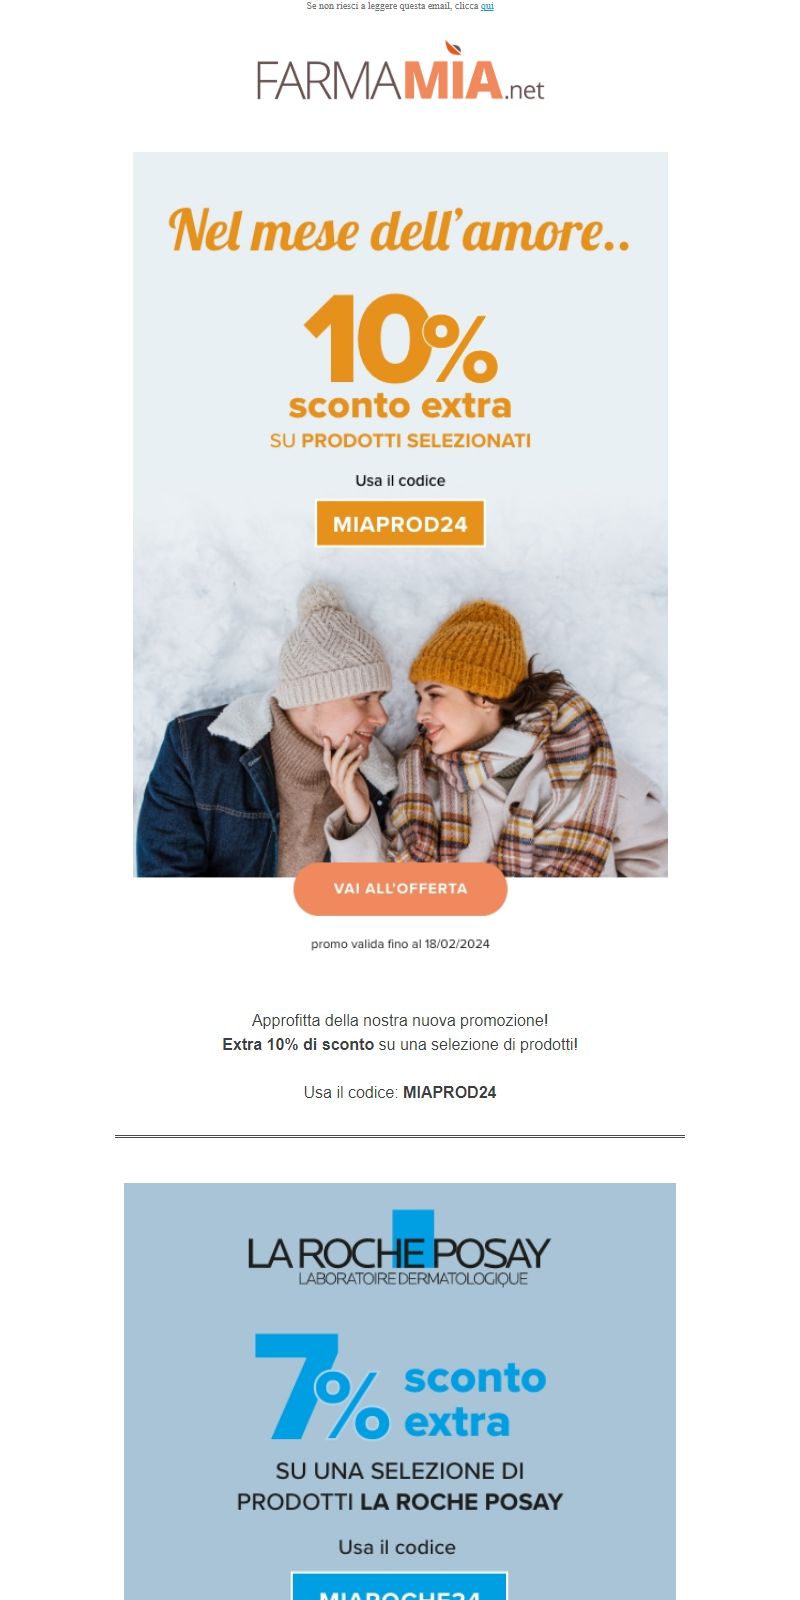 Se non riesci a leggere questa email, clicca qui
FARMAMÌA.net
Nel mese dell'amore..
10%
sconto extra
SU PRODOTTI SELEZIONATI
Usa il codice
MIAPROD24
VAI ALL'OFFERTA
promo valida fino al 18/02/2024
Approfitta della nostra nuova promozione!
Extra 10% di sconto su una selezione di prodotti!
Usa il codice: MIAPROD24
LA ROCHE POSAY
LABORATOIRE DERMATOLOGIQUE
7% sconto
extra
SU UNA SELEZIONE DI
PRODOTTI LA ROCHE POSAY
Usa il codice
MIAROCHE24